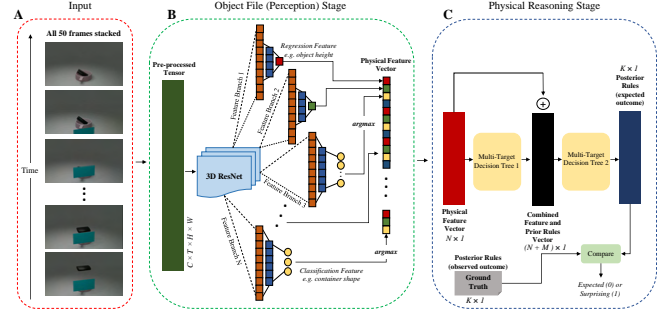 Input
Object File (Perception) Stage
Physical Reasoning Stage
A
B
C
All 50 frames stacked
Time
Pre-processed
Tensor
C × T × H × W
3D ResNet
Feature Branch 1
Feature Branch 2
Feature Branch 3
Feature Branch N
Regression Feature
e.g. object height
Physical Feature
Vector
argmax
argmax
Classification Feature
e.g. container shape
K × 1
Posterior
Rules
(expected
outcome)
+
Multi-Target
Decision Tree 1
Multi-Target
Decision Tree 2
Physical
Feature
Vector
N × 1
Combined
Feature and
Prior Rules
Vector
(N + M) × 1
Posterior Rules
(observed outcome)
Ground
Truth
K × 1
Compare
Expected (0) or
Surprising (1)